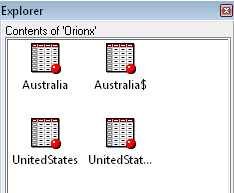 Explorer
Contents of 'Orionx'
Australia Australia$
UnitedStates UnitedStat...